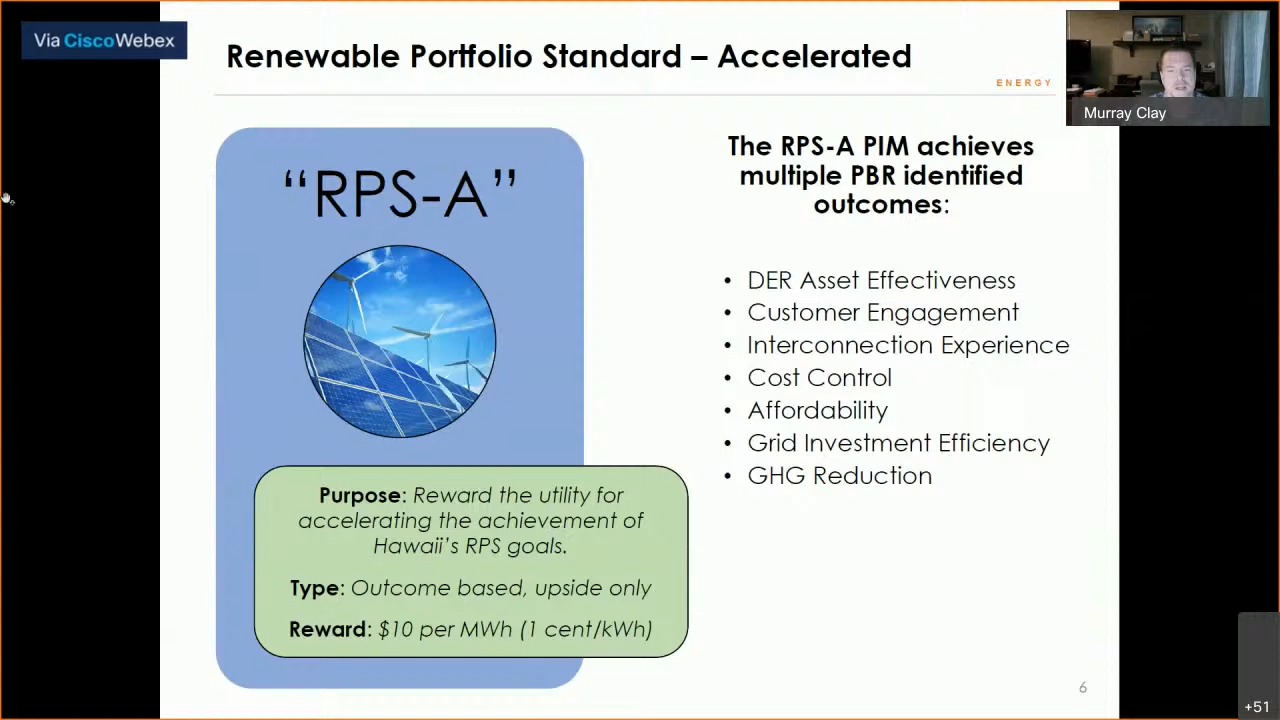 Via CiscoWebex
Renewable Portfolio Standard – Accelerated
ENERGY
Murray Clay
“RPS-A”
Purpose: Reward the utility for
accelerating the achievement of
Hawaii’s RPS goals.
Type: Outcome based, upside only
Reward: $10 per MWh (1 cent/kWh)
The RPS-A PIM achieves
multiple PBR identified
outcomes:
• DER Asset Effectiveness
• Customer Engagement
• Interconnection Experience
• Cost Control
• Affordability
• Grid Investment Efficiency
• GHG Reduction
6
+51